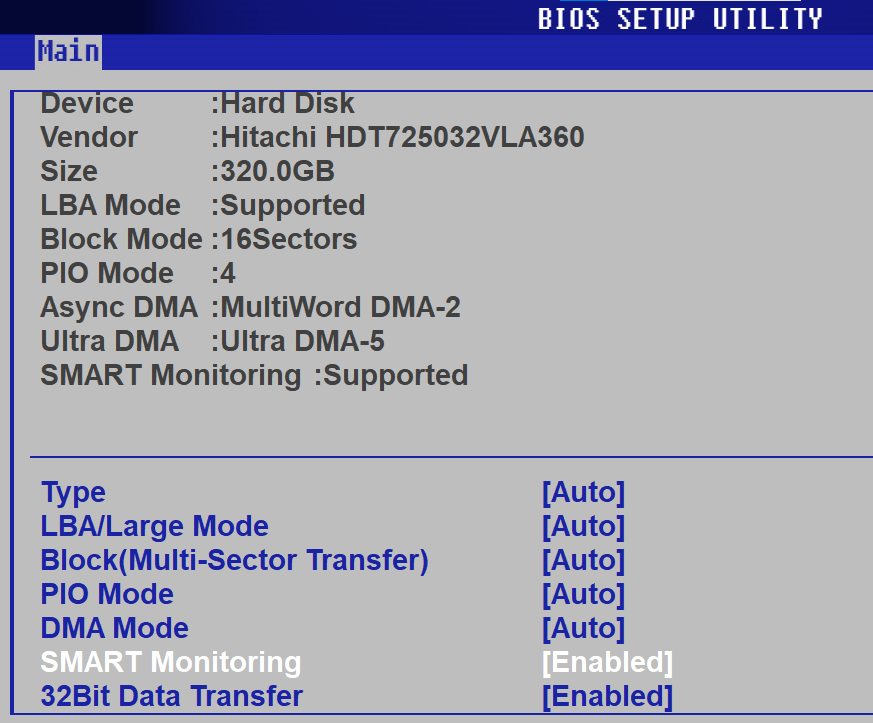 BIOS SETUP UTILITY
Main
Device :Hard Disk
Vendor :Hitachi HDT725032VLA360
Size :320.0GB
LBA Mode :Supported
Block Mode :16Sectors
PIO Mode :4
Async DMA :MultiWord DMA-2
Ultra DMA :Ultra DMA-5
SMART Monitoring :Supported
Type [Auto]
LBA/Large Mode [Auto]
Block(Multi-Sector Transfer) [Auto]
PIO Mode [Auto]
DMA Mode [Auto]
SMART Monitoring [Enabled]
32Bit Data Transfer [Enabled]